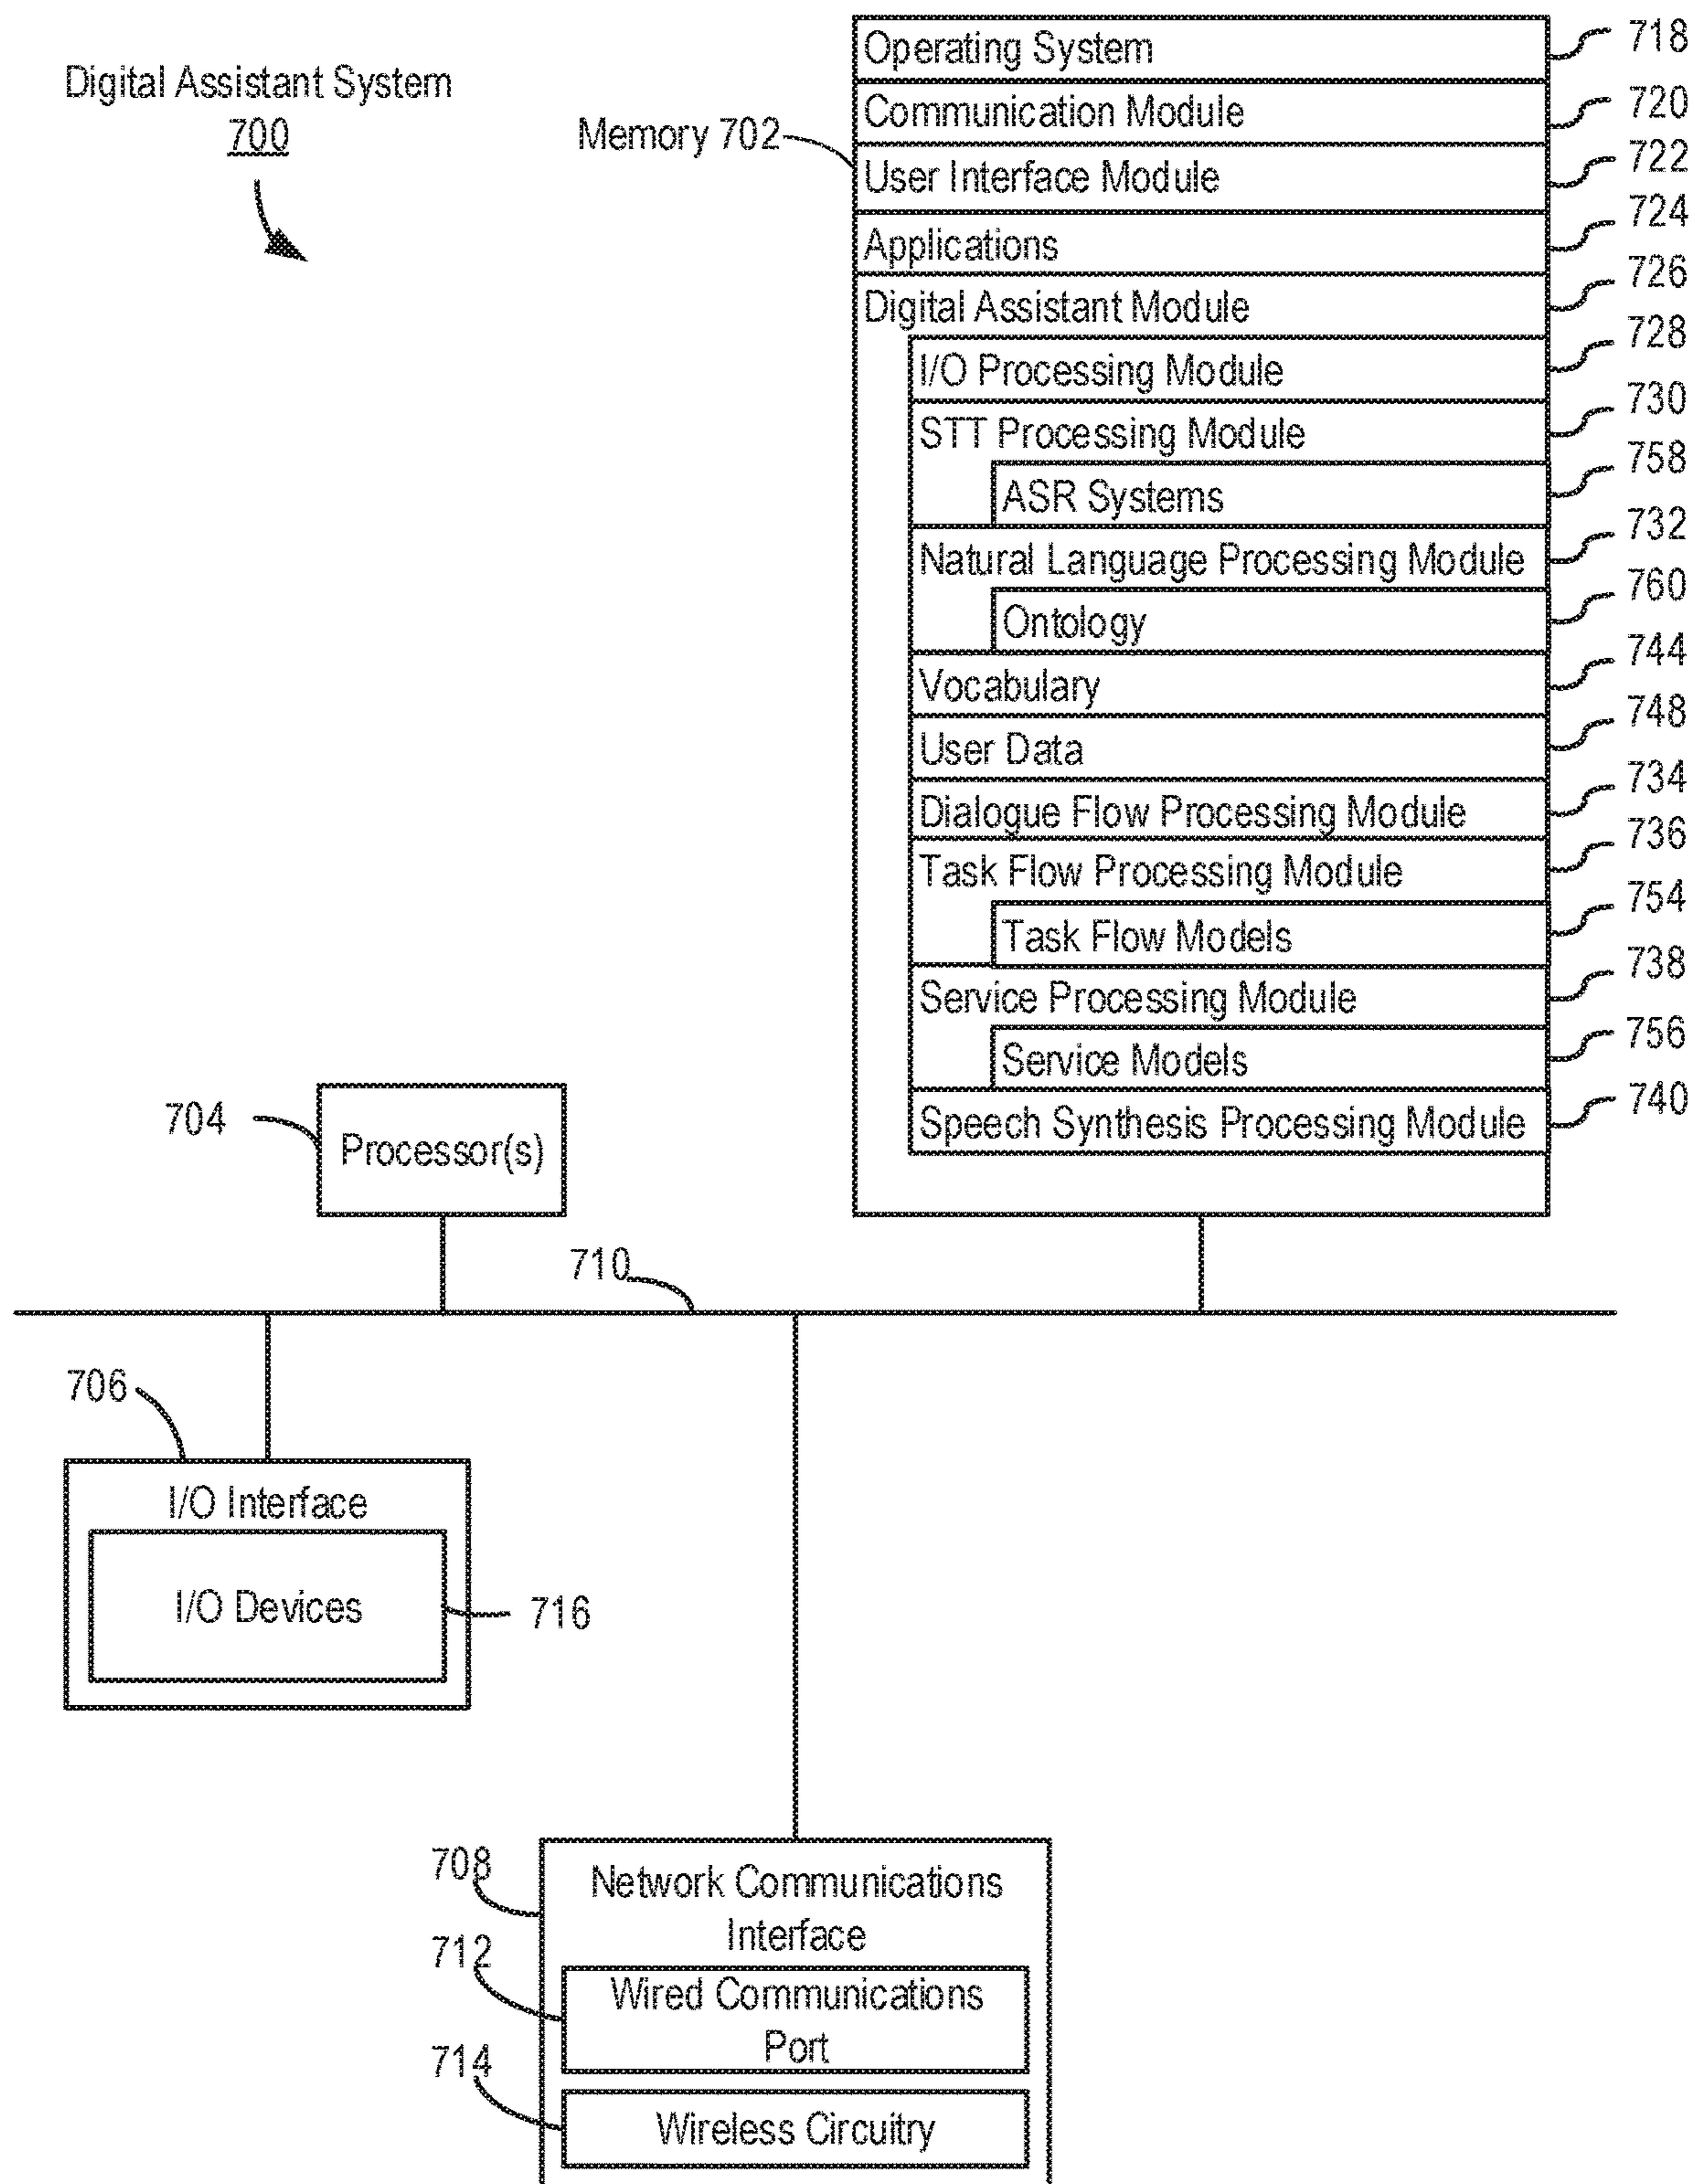 Digital Assistant System
700
Memory 702
Operating System 718
Communication Module 720
User Interface Module 722
Applications 724
Digital Assistant Module 726
I/O Processing Module 728
STT Processing Module 730
ASR Systems 758
Natural Language Processing Module 732
Ontology 760
Vocabulary 744
User Data 748
Dialogue Flow Processing Module 734
Task Flow Processing Module 736
Task Flow Models 754
Service Processing Module 738
Service Models 756
Speech Synthesis Processing Module 740
704
Processor(s)
710
706
I/O Interface
I/O Devices
716
708
Network Communications
Interface
712
Wired Communications
Port
714
Wireless Circuitry